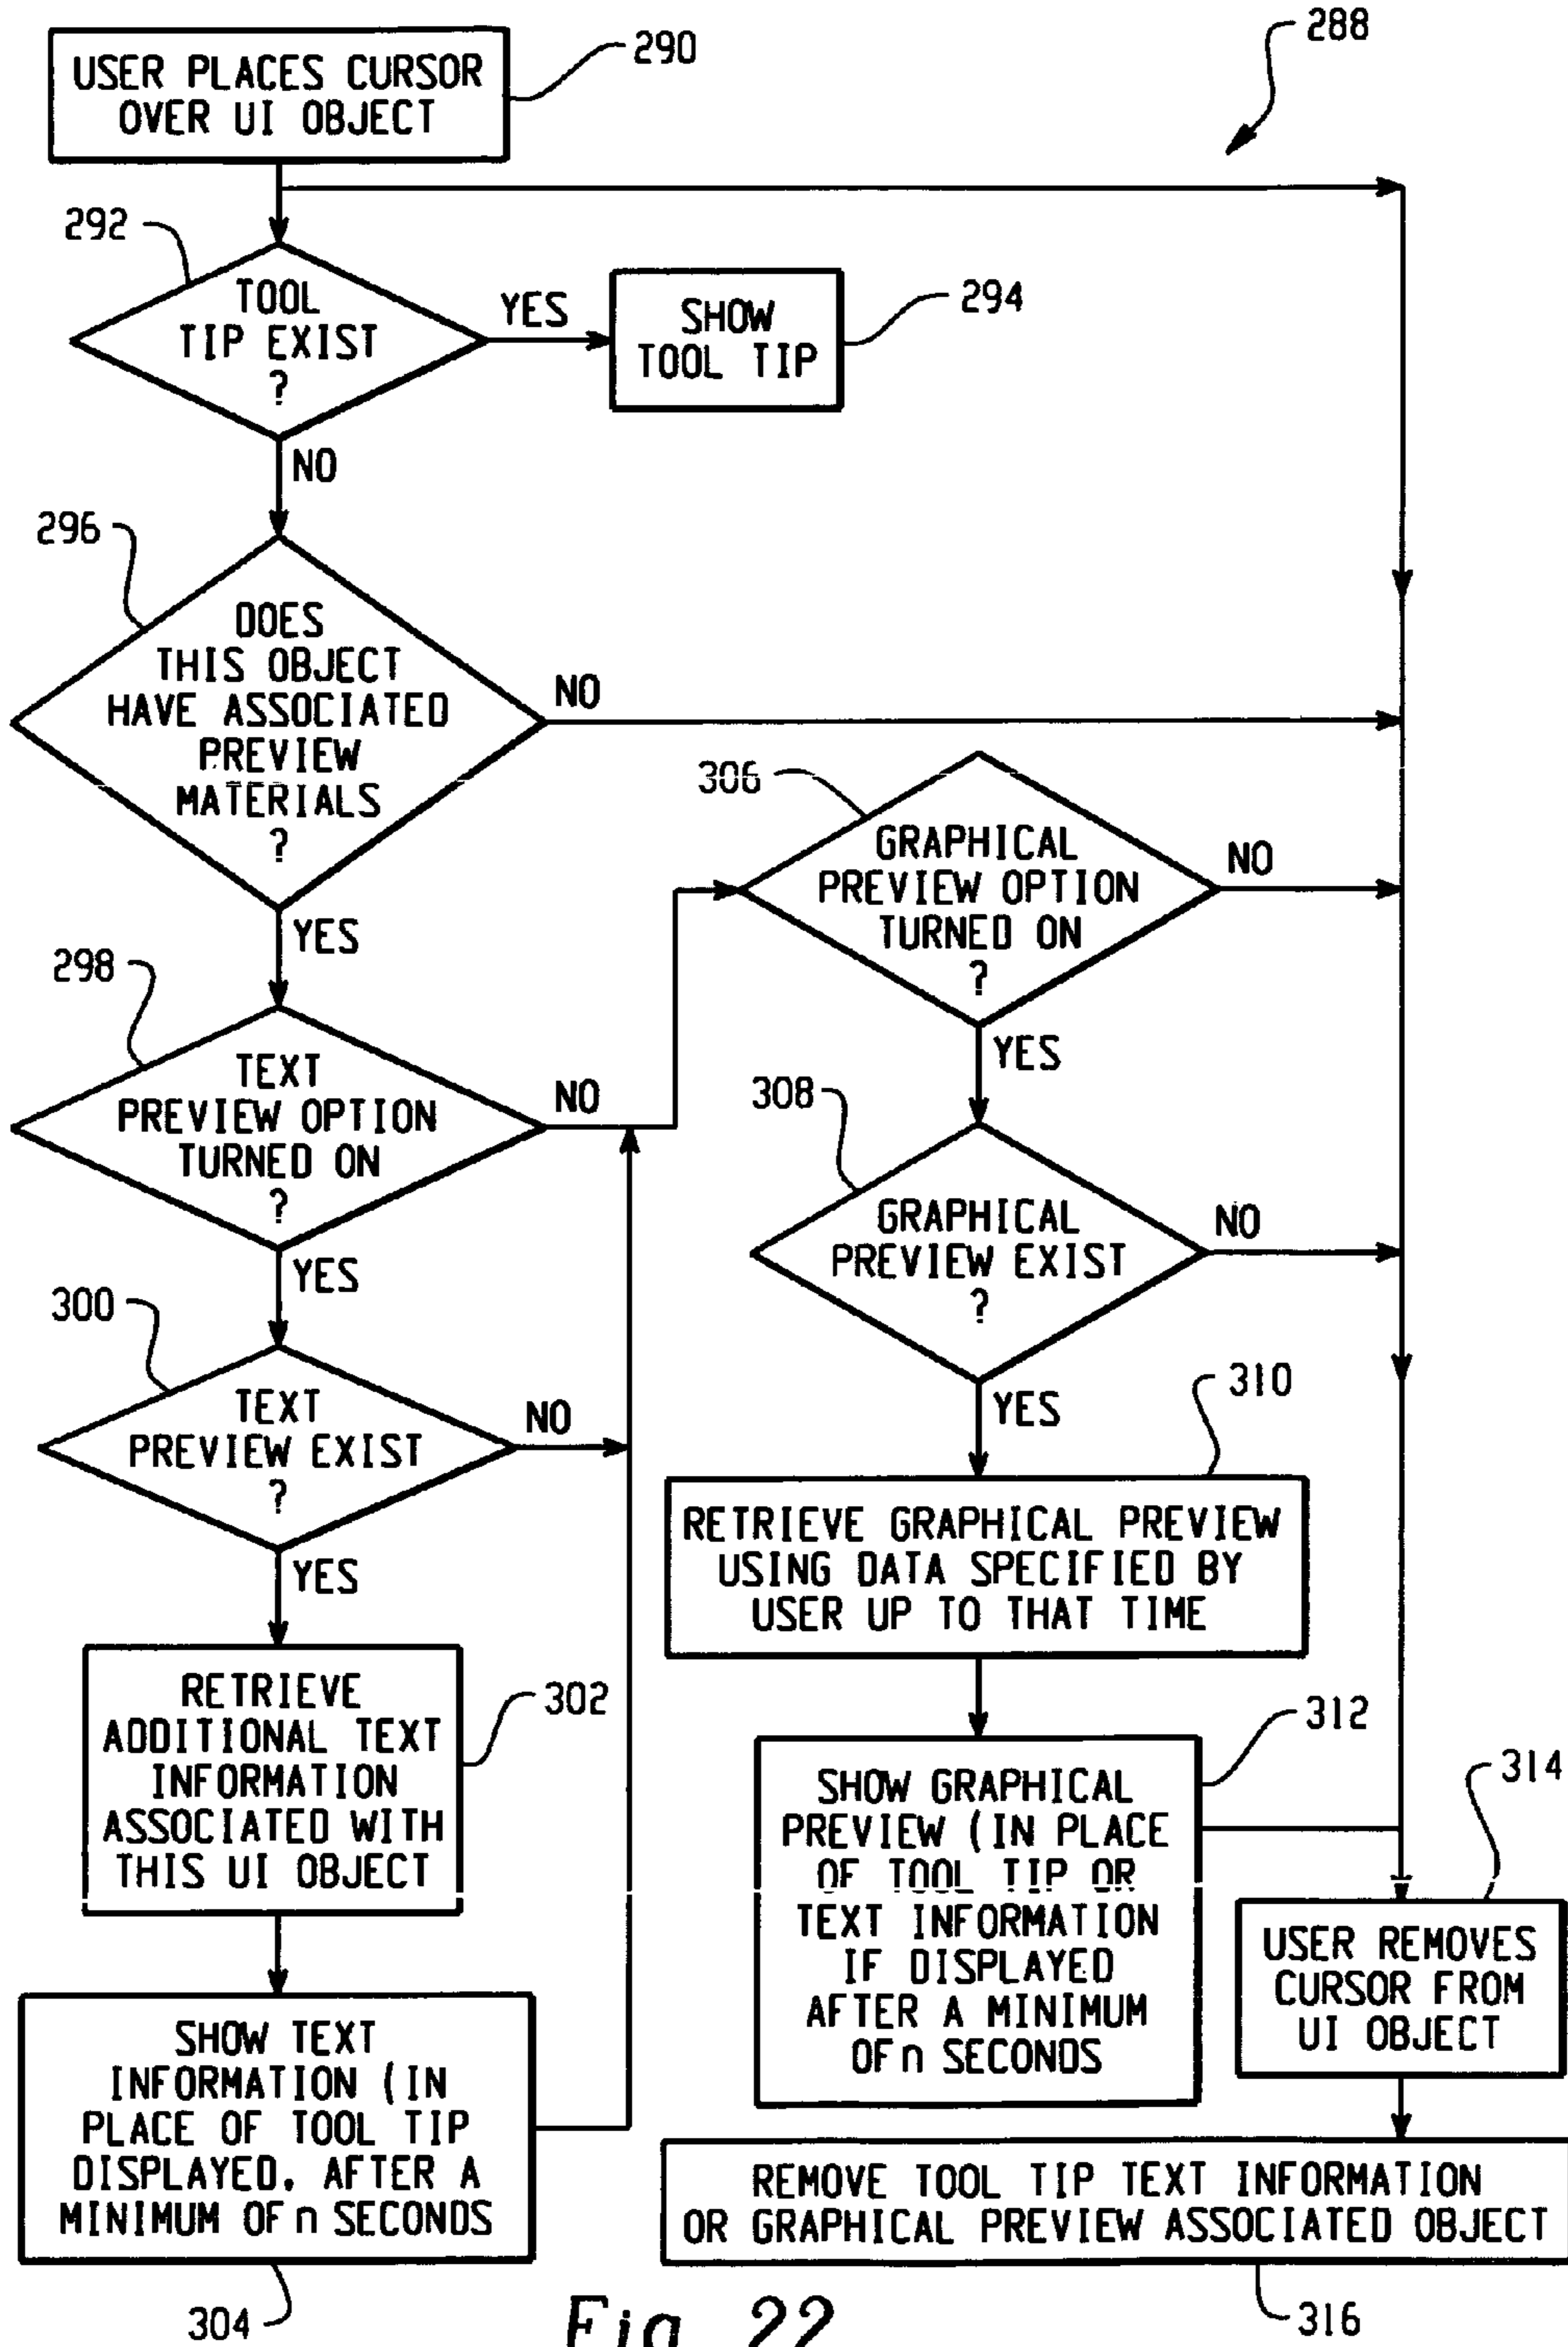 288
USER PLACES CURSOR
OVER UI OBJECT
290
292
TOOL
TIP EXIST
?
YES
SHOW
TOOL TIP
294
NO
296
DOES
THIS OBJECT
HAVE ASSOCIATED
PREVIEW
MATERIALS
?
NO
YES
298
TEXT
PREVIEW OPTION
TURNED ON
?
NO
YES
300
TEXT
PREVIEW EXIST
?
NO
YES
RETRIEVE
ADDITIONAL TEXT
INFORMATION
ASSOCIATED WITH
THIS UI OBJECT
302
SHOW TEXT
INFORMATION (IN
PLACE OF TOOL TIP
DISPLAYED, AFTER A
MINIMUM OF n SECONDS
304
306
GRAPHICAL
PREVIEW OPTION
TURNED ON
?
NO
YES
308
GRAPHICAL
PREVIEW EXIST
?
NO
YES
310
RETRIEVE GRAPHICAL PREVIEW
USING DATA SPECIFIED BY
USER UP TO THAT TIME
312
SHOW GRAPHICAL
PREVIEW (IN PLACE
OF TOOL TIP OR
TEXT INFORMATION
IF DISPLAYED
AFTER A MINIMUM
OF n SECONDS
314
USER REMOVES
CURSOR FROM
UI OBJECT
REMOVE TOOL TIP TEXT INFORMATION
OR GRAPHICAL PREVIEW ASSOCIATED OBJECT
316
Fig. 22